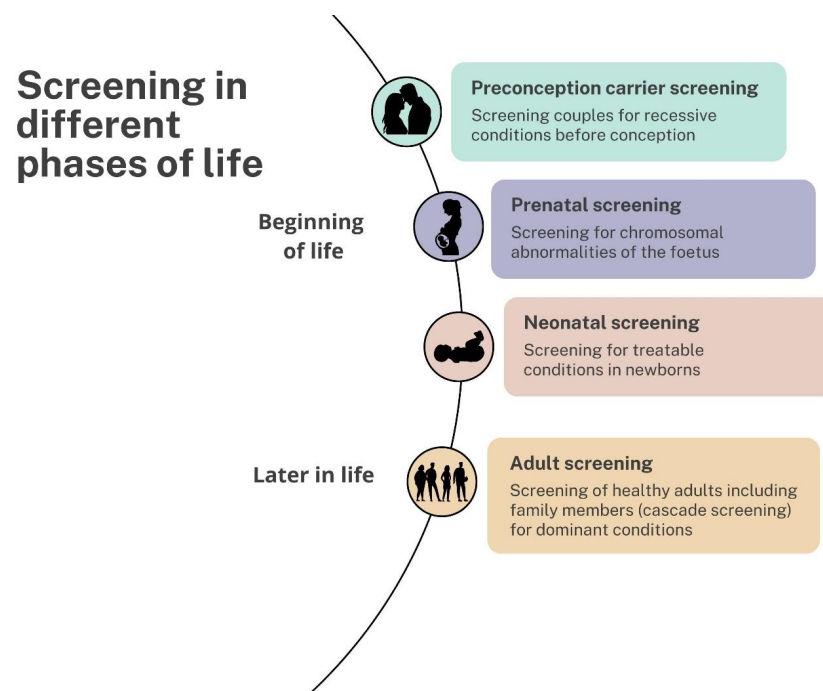 Screening in
different
phases of life
Preconception carrier screening
Screening couples for recessive
conditions before conception
Beginning
of life
Prenatal screening
Screening for chromosomal
abnormalities of the foetus
Neonatal screening
Screening for treatable
conditions in newborns
Later in life
Adult screening
Screening of healthy adults including
family members (cascade screening)
for dominant conditions